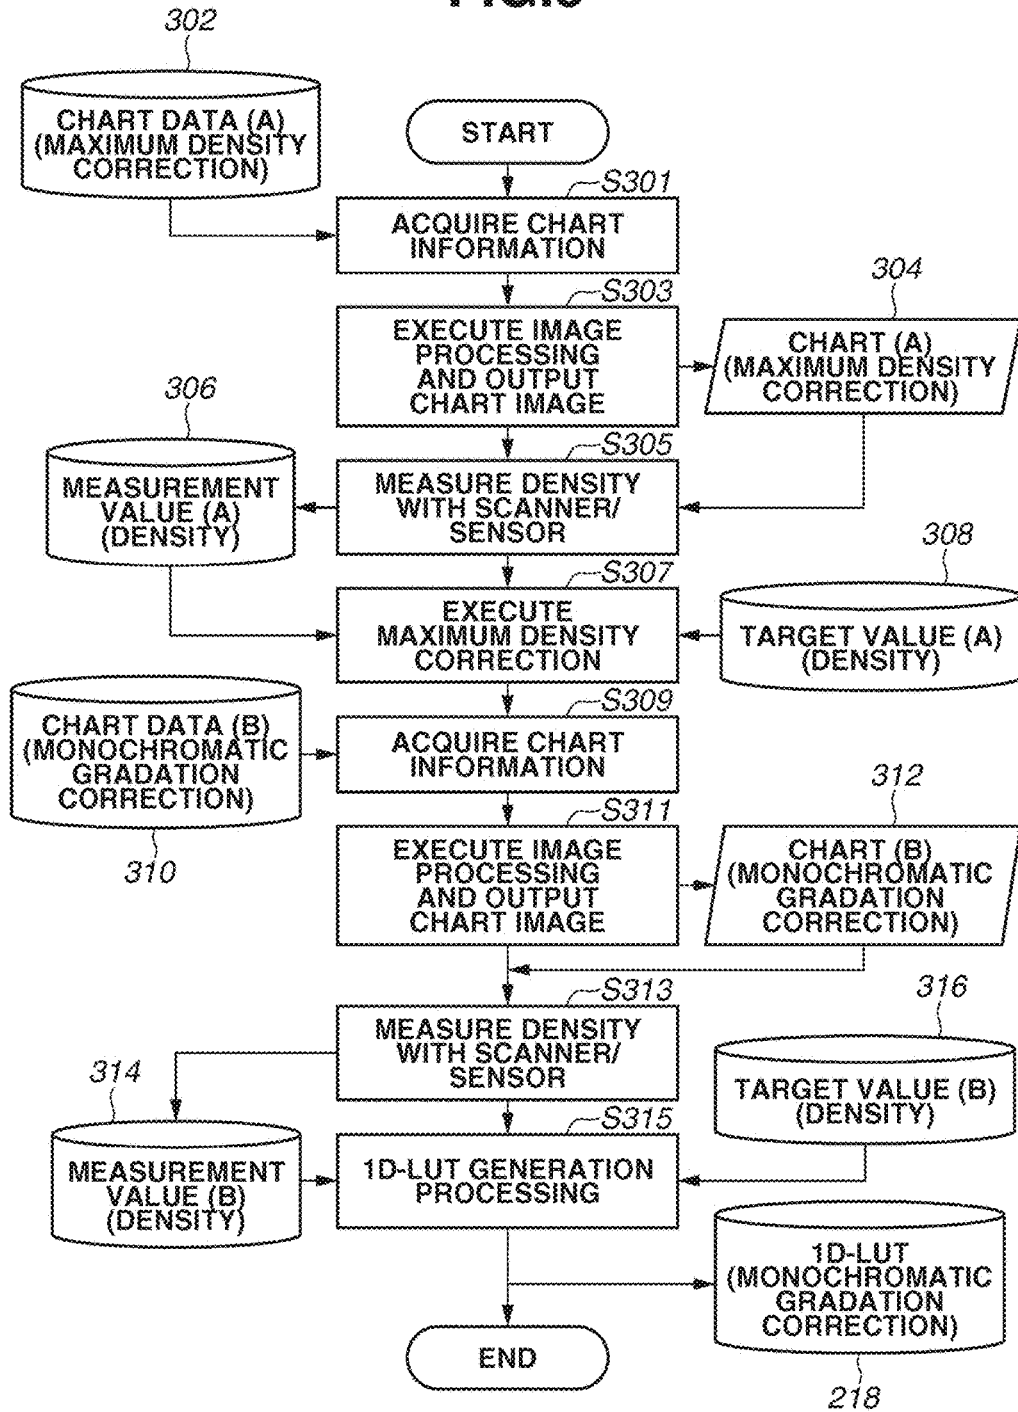 302
CHART DATA (A)
(MAXIMUM DENSITY
CORRECTION)
START
S301
ACQUIRE CHART
INFORMATION
S303
EXECUTE IMAGE
PROCESSING
AND OUTPUT
CHART IMAGE
304
CHART (A)
(MAXIMUM DENSITY
CORRECTION)
306
MEASUREMENT
VALUE (A)
(DENSITY)
S305
MEASURE DENSITY
WITH SCANNER/
SENSOR
S307
EXECUTE
MAXIMUM DENSITY
CORRECTION
308
TARGET VALUE (A)
(DENSITY)
CHART DATA (B)
(MONOCHROMATIC
GRADATION
CORRECTION)
310
S309
ACQUIRE CHART
INFORMATION
S311
EXECUTE IMAGE
PROCESSING
AND OUTPUT
CHART IMAGE
312
CHART (B)
(MONOCHROMATIC
GRADATION
CORRECTION)
S313
MEASURE DENSITY
WITH SCANNER/
SENSOR
316
TARGET VALUE (B)
(DENSITY)
314
MEASUREMENT
VALUE (B)
(DENSITY)
S315
1D-LUT GENERATION
PROCESSING
1D-LUT
(MONOCHROMATIC
GRADATION
CORRECTION)
218
END